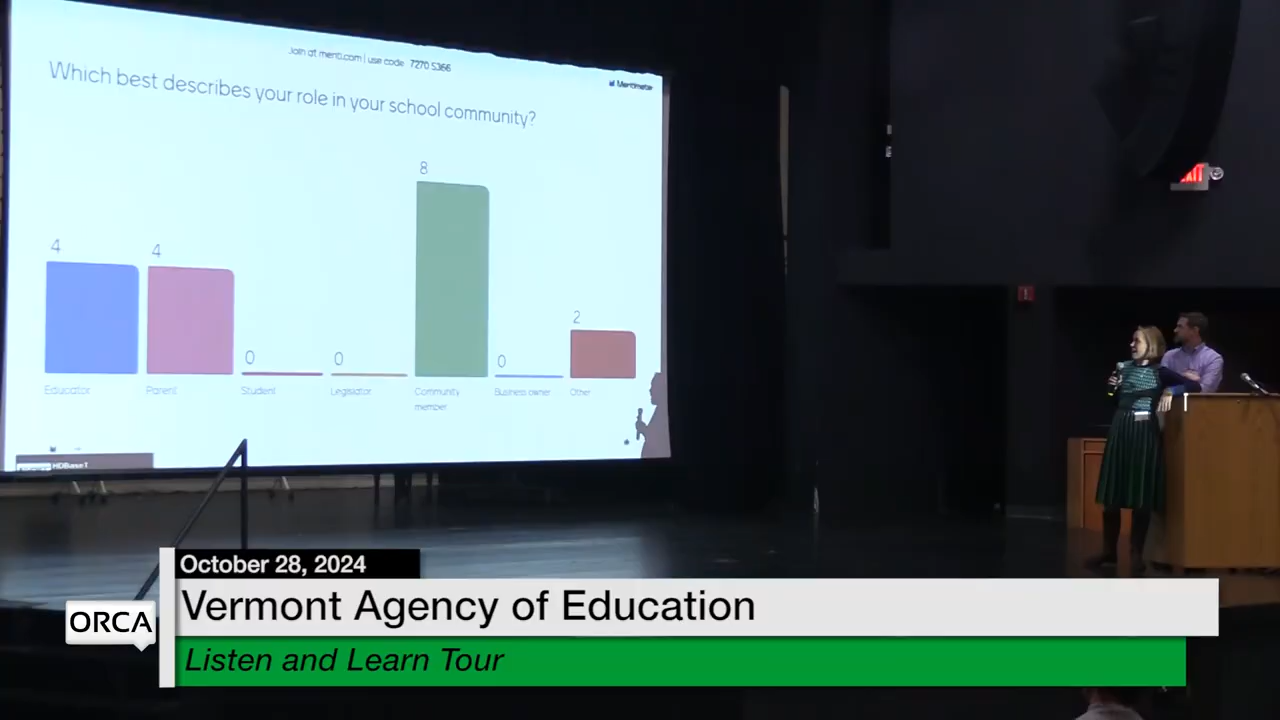 Join at menti.com | use code 7270 5366
Mentimeter
Which best describes your role in your school community?
8
4
4
2
0
0
0
Educator
Parent
Student
Legislator
Community
member
Business owner
Other
HDBaseT
EXIT
October 28, 2024
Vermont Agency of Education
ORCA
Listen and Learn Tour